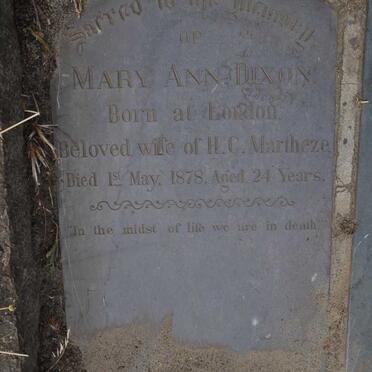 Sacred to the Memory
OF
MARY ANN DIXON
Born at London.
Beloved wife of H.C. Martheze
Died 1st May, 1878, Aged 24 Years.
"In the midst of life we are in death